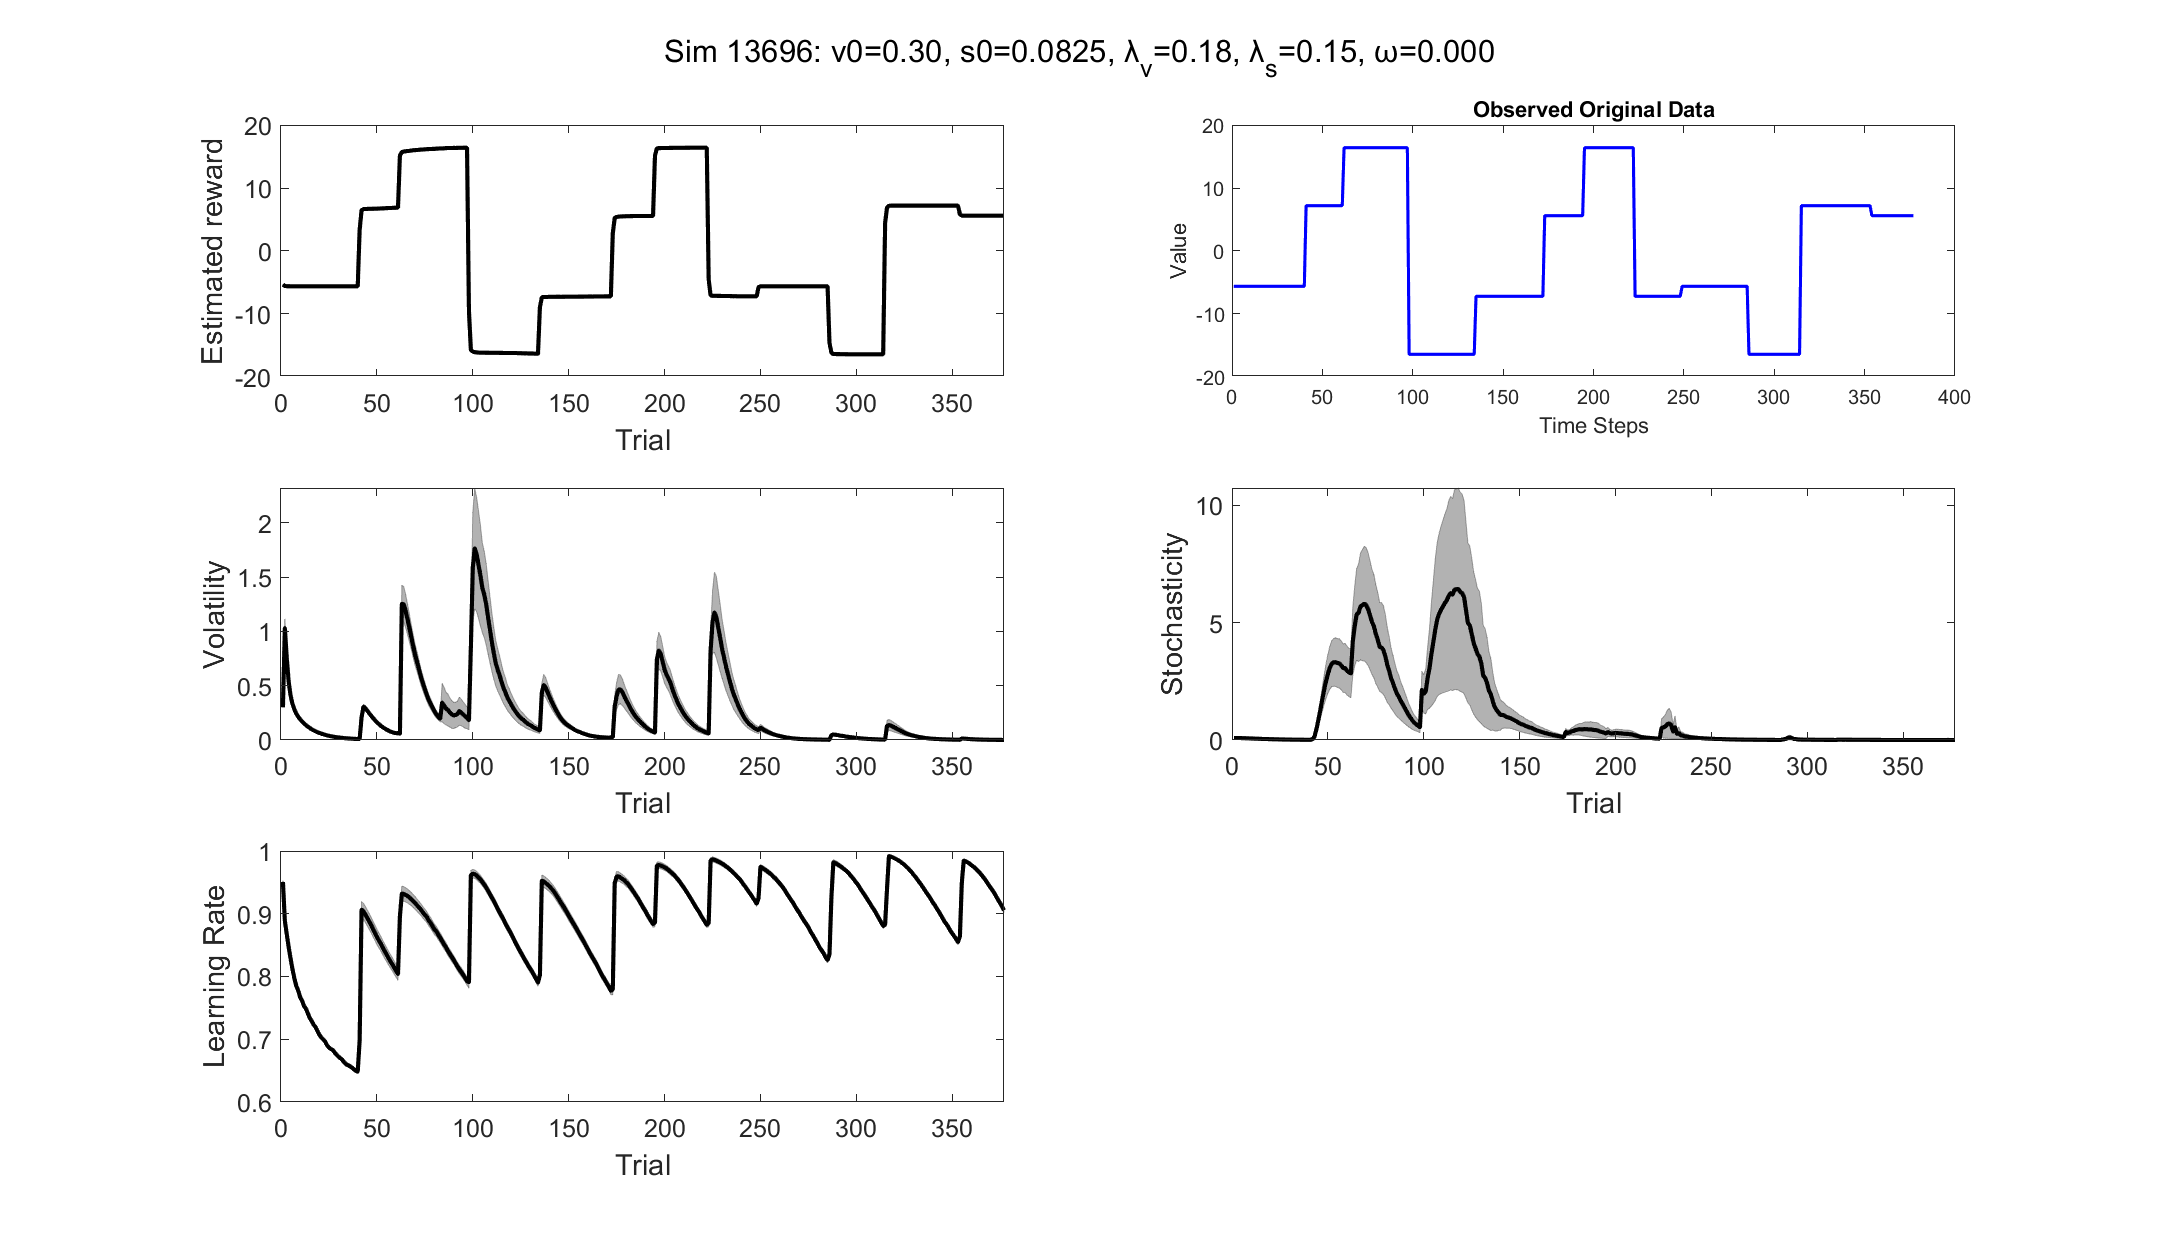 Sim 13696: v0=0.30, s0=0.0825, λ_v=0.18, λ_s=0.15, ω=0.000
Estimated reward
20
10
0
-10
-20
0 50 100 150 200 250 300 350
Trial
Observed Original Data
Value
20
10
0
-10
-20
0 50 100 150 200 250 300 350 400
Time Steps
Volatility
2
1.5
1
0.5
0
0 50 100 150 200 250 300 350
Trial
Stochasticity
10
5
0
0 50 100 150 200 250 300 350
Trial
Learning Rate
1
0.9
0.8
0.7
0.6
0 50 100 150 200 250 300 350
Trial